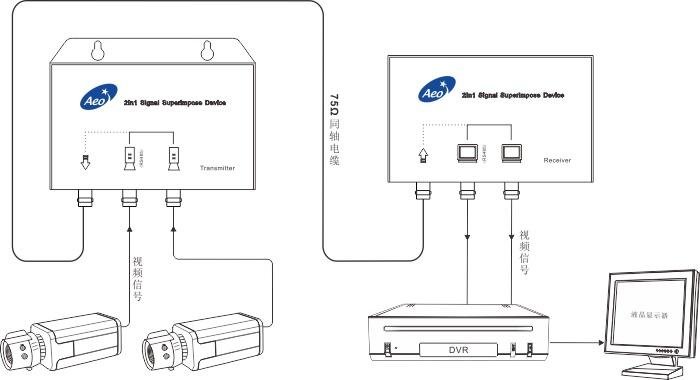 Aeo
2in1 Signal Superimpose Device
(RS485)
Transmitter
75Ω同轴电缆
Aeo
2in1 Signal Superimpose Device
(RS485)
Receiver
视频信号
视频信号
DVR
液晶显示器